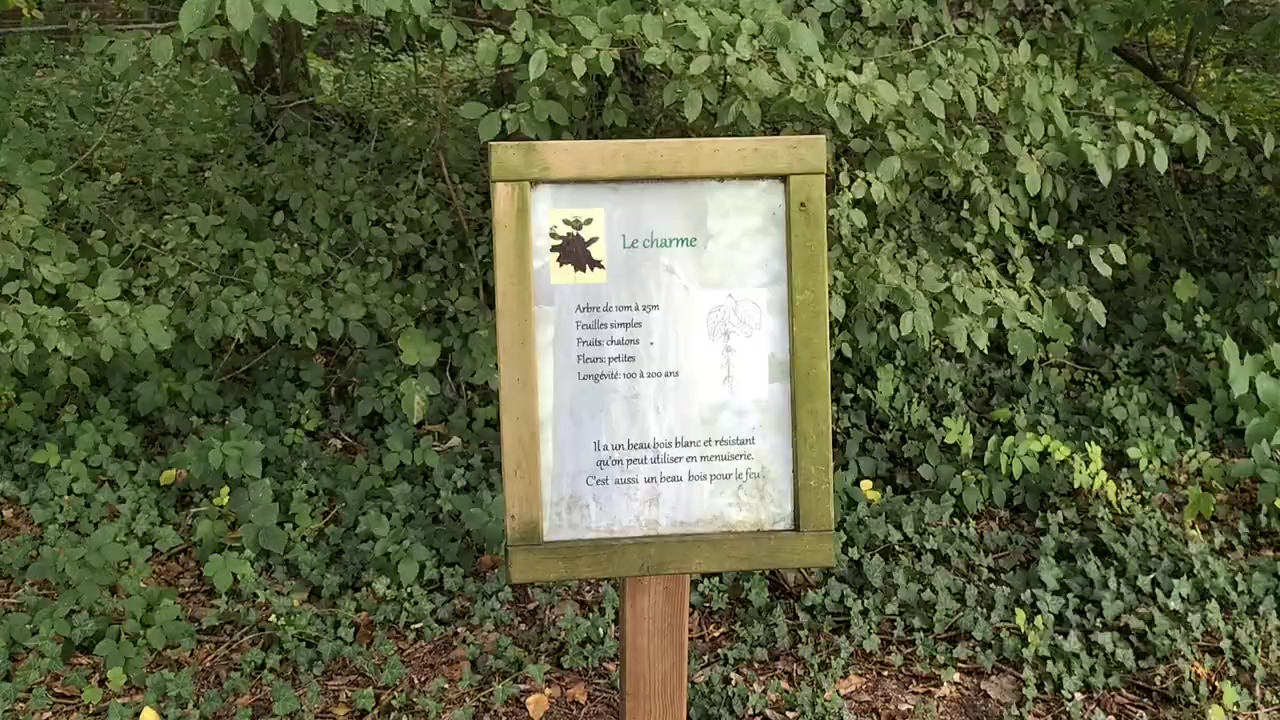 Le charme
Arbre de 10m à 25m
Feuilles simples
Fruits: chatons
Fleurs: petites
Longévité: 100 à 200 ans
Il a un beau bois blanc et résistant
qu'on peut utiliser en menuiserie.
C'est aussi un beau bois pour le feu.